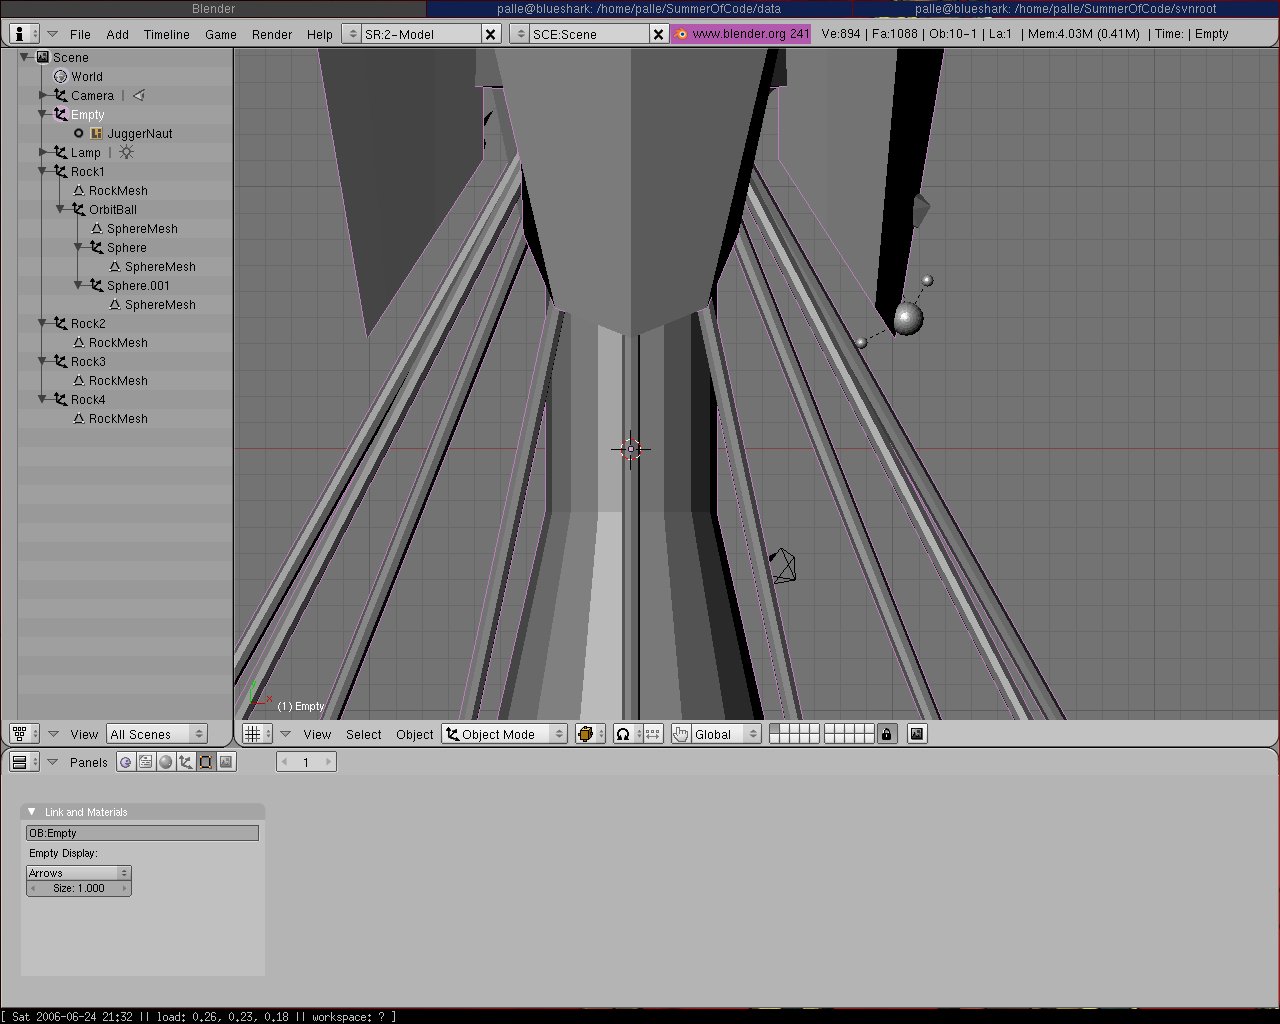 Blender
palle@blueshark: /home/palle/SummerOfCode/data
palle@blueshark: /home/palle/SummerOfCode/svnroot
File Add Timeline Game Render Help
SR:2-Model
SCE:Scene
www.blender.org 241
Ve:894 | Fa:1088 | Ob:10-1 | La:1 | Mem:4.03M (0.41M) | Time: | Empty
Scene
World
Camera
Empty
JuggerNaut
Lamp
Rock1
RockMesh
OrbitBall
SphereMesh
Sphere
SphereMesh
Sphere.001
SphereMesh
Rock2
RockMesh
Rock3
RockMesh
Rock4
RockMesh
x
(1) Empty
View
All Scenes
View Select Object
Object Mode
Global
Panels
1
Link and Materials
OB:Empty
Empty Display:
Arrows
Size: 1.000
[ Sat 2006-06-24 21:32 || load: 0.26, 0.23, 0.18 || workspace: ? ]